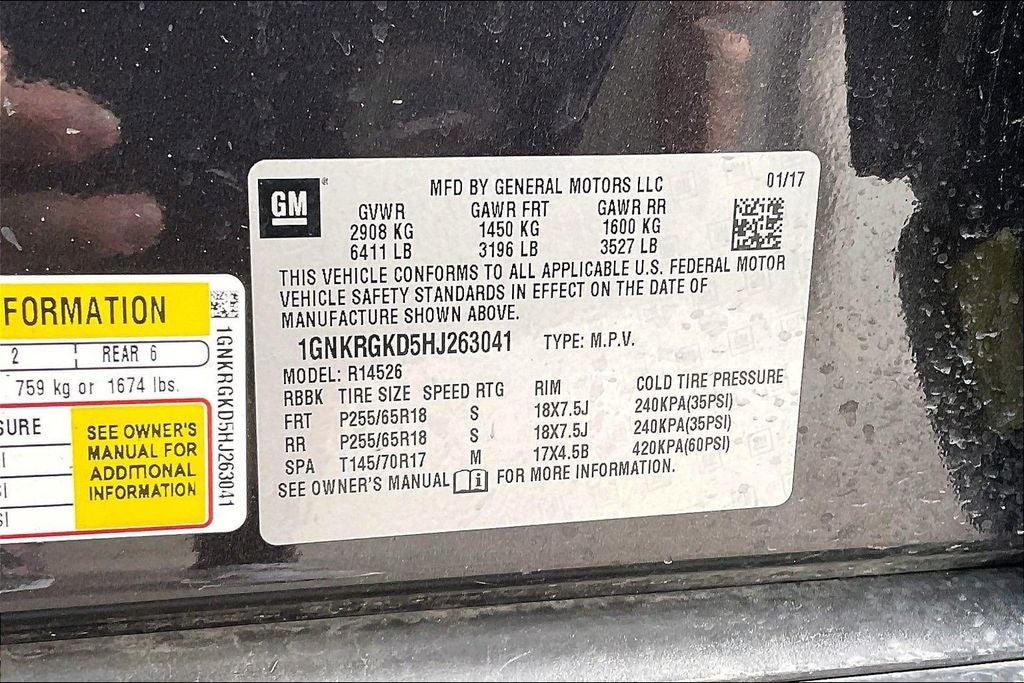 GM
MFD BY GENERAL MOTORS LLC 01/17
GVWR GAWR FRT GAWR RR
2908 KG 1450 KG 1600 KG
6411 LB 3196 LB 3527 LB
THIS VEHICLE CONFORMS TO ALL APPLICABLE U.S. FEDERAL MOTOR
VEHICLE SAFETY STANDARDS IN EFFECT ON THE DATE OF
MANUFACTURE SHOWN ABOVE.
1GNKRGKD5HJ263041 TYPE: M.P.V.
MODEL: R14526
RBBK TIRE SIZE SPEED RTG RIM COLD TIRE PRESSURE
FRT P255/65R18 S 18X7.5J 240KPA(35PSI)
RR P255/65R18 S 18X7.5J 240KPA(35PSI)
SPA T145/70R17 M 17X4.5B 420KPA(60PSI)
SEE OWNER'S MANUAL FOR MORE INFORMATION.
FORMATION
2 REAR 6
759 kg or 1674 lbs.
SURE
SEE OWNER'S
MANUAL FOR
ADDITIONAL
INFORMATION
I
SI
SI
1GNKRGKD5HJ263041